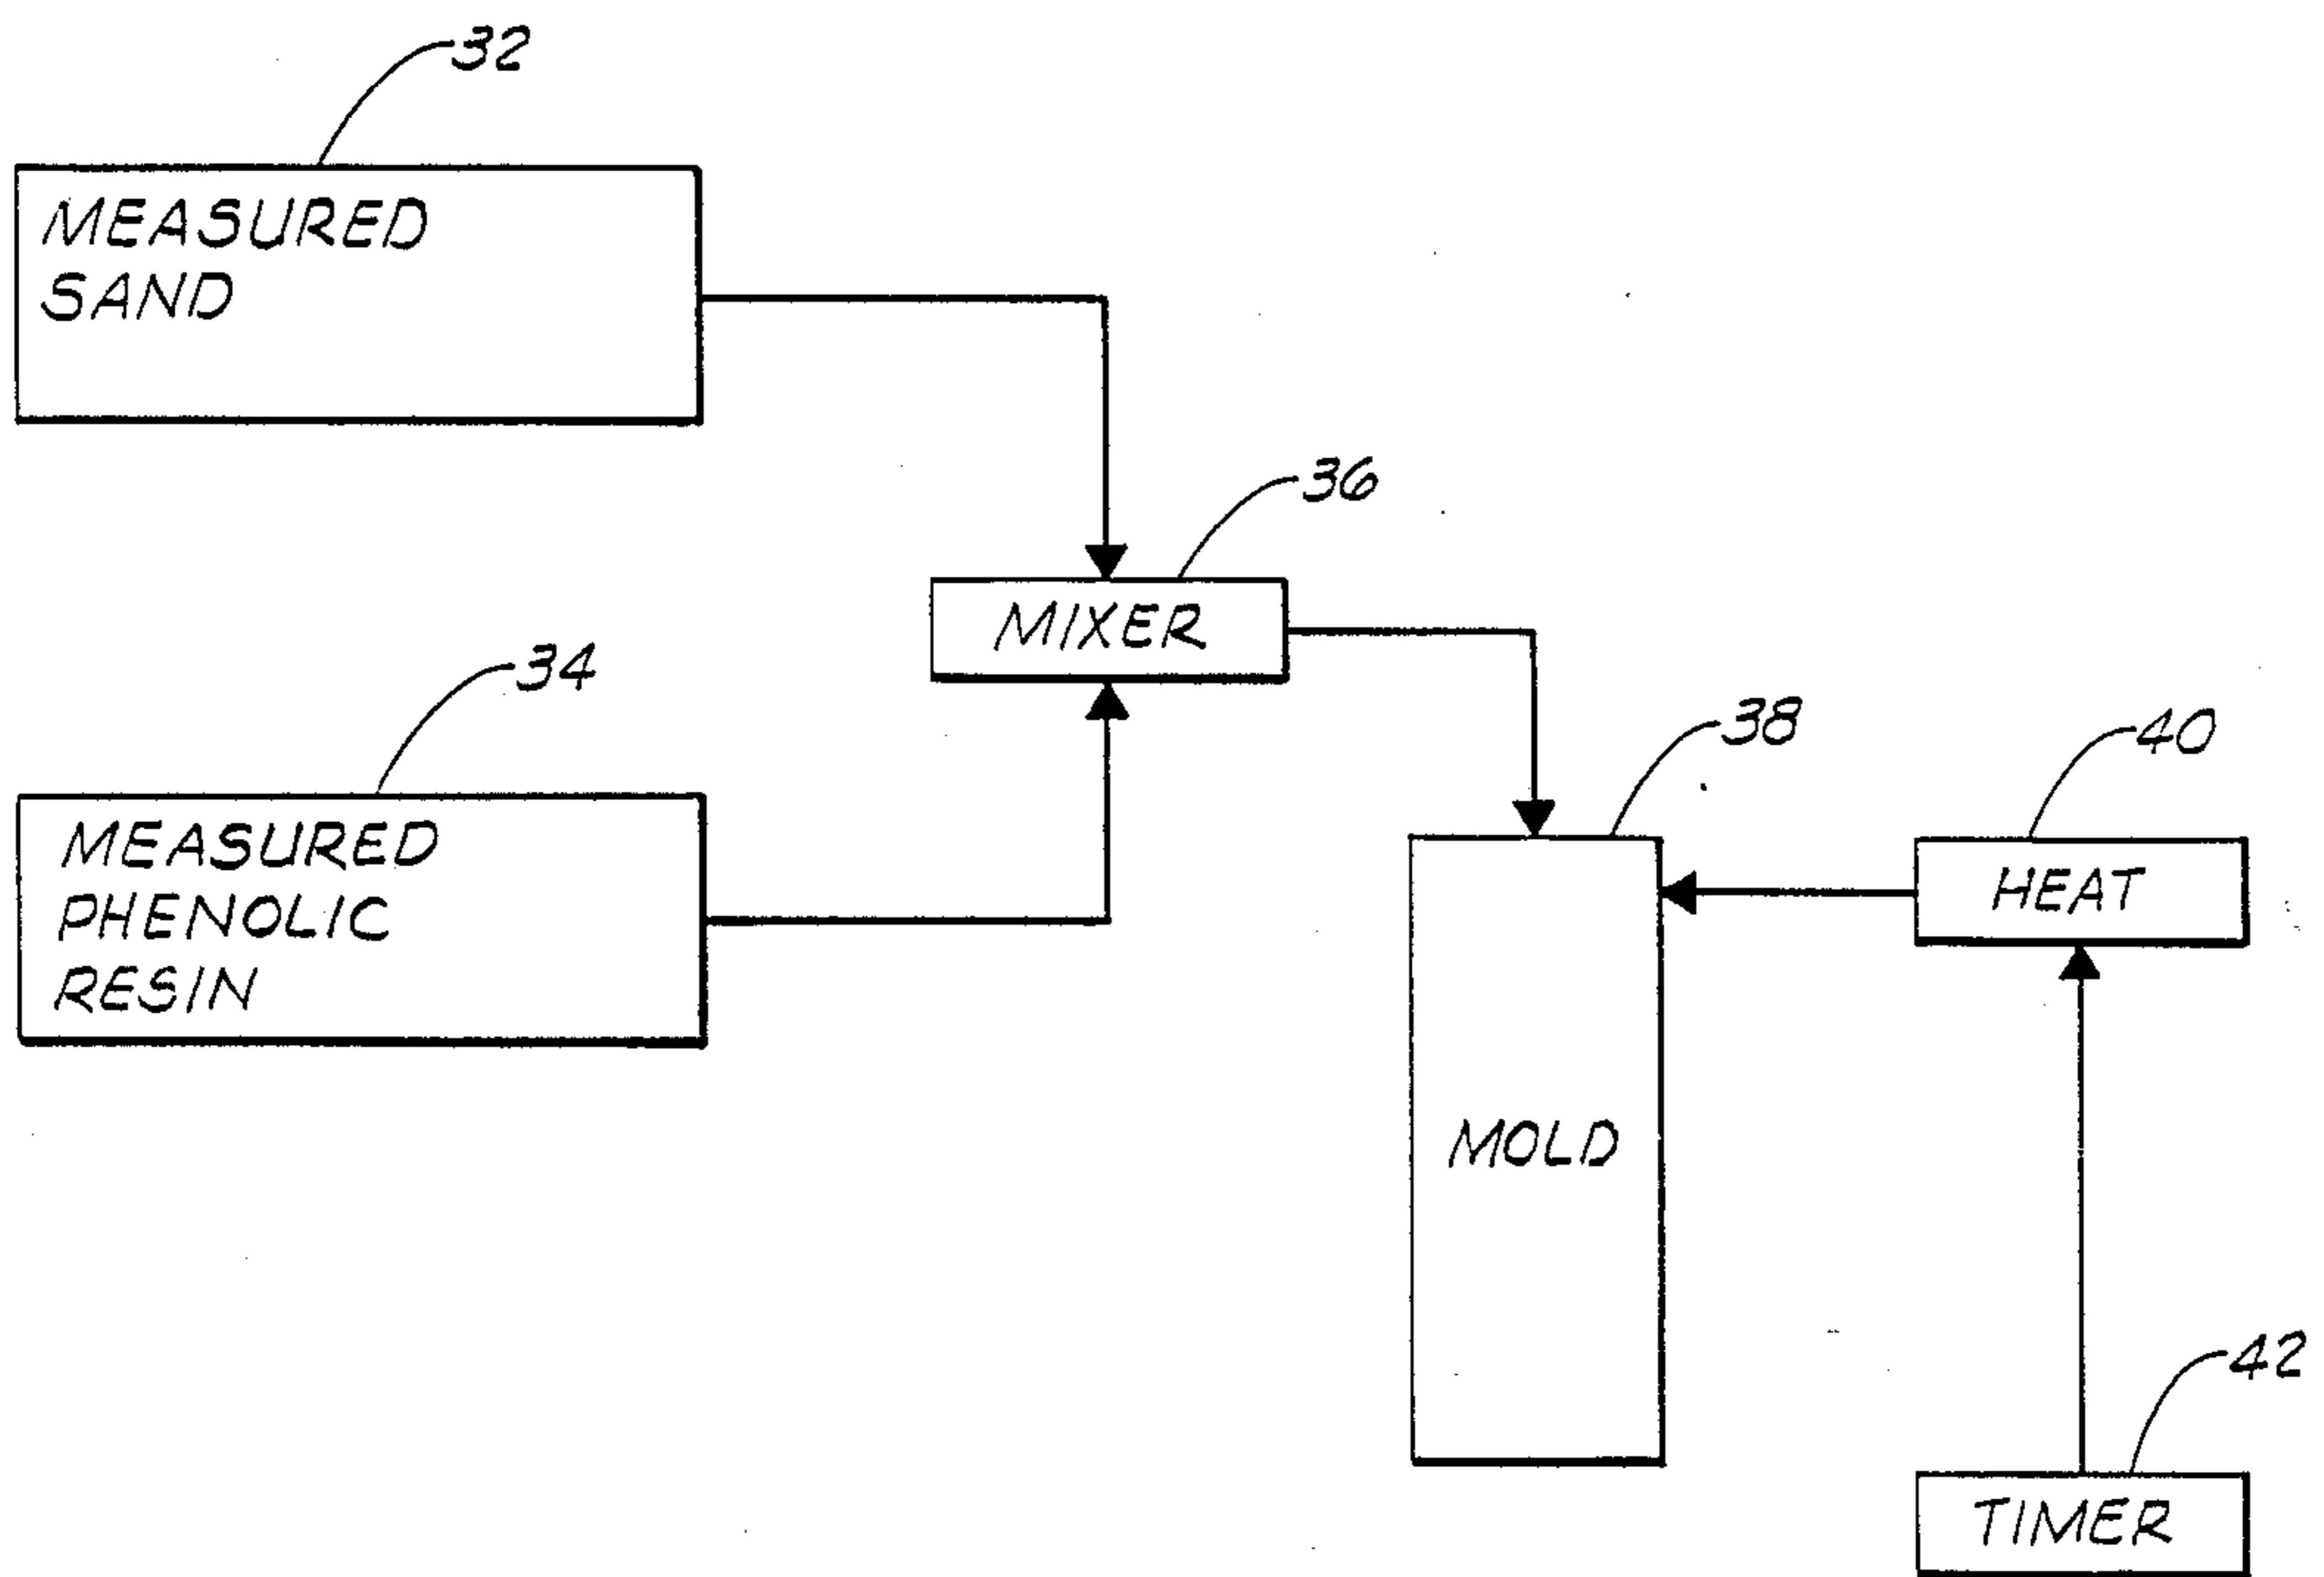 32
MEASURED
SAND
36
MIXER
34
MEASURED
PHENOLIC
RESIN
38
MOLD
40
HEAT
42
TIMER